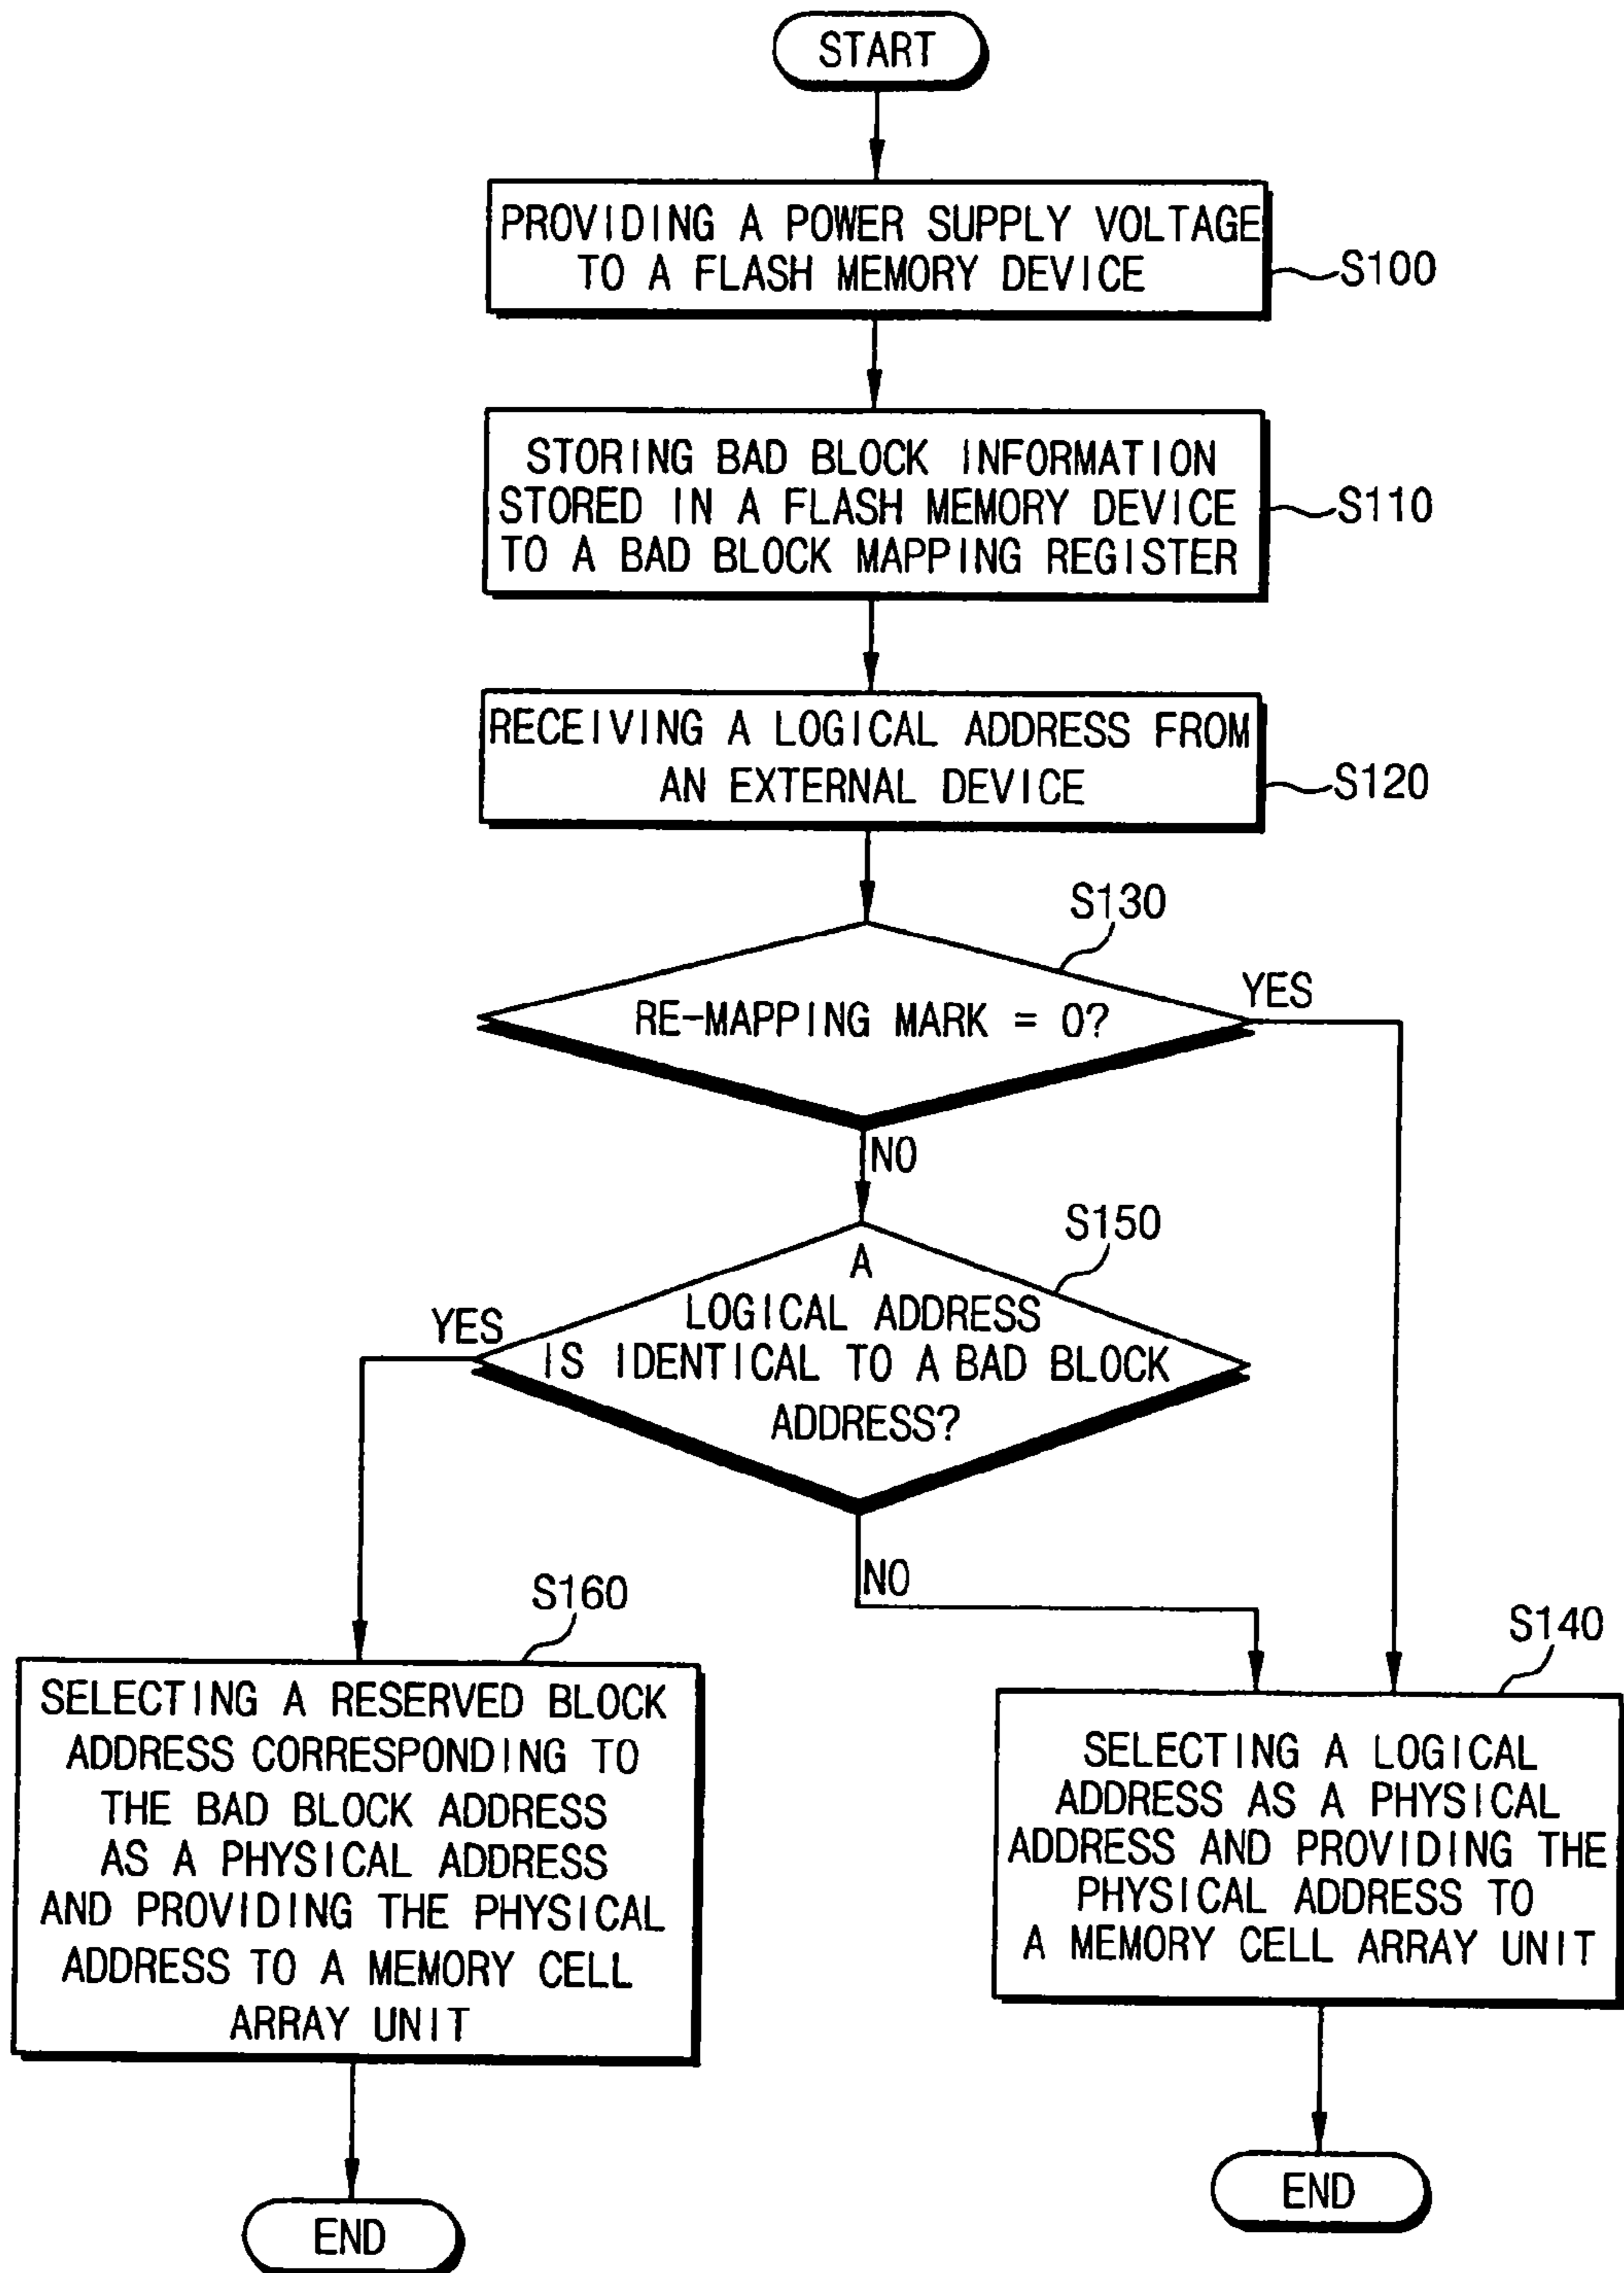 START
PROVIDING A POWER SUPPLY VOLTAGE
TO A FLASH MEMORY DEVICE
S100
STORING BAD BLOCK INFORMATION
STORED IN A FLASH MEMORY DEVICE
TO A BAD BLOCK MAPPING REGISTER
S110
RECEIVING A LOGICAL ADDRESS FROM
AN EXTERNAL DEVICE
S120
S130
RE-MAPPING MARK = 0?
YES
NO
S150
A
LOGICAL ADDRESS
IS IDENTICAL TO A BAD BLOCK
ADDRESS?
YES
NO
S160
SELECTING A RESERVED BLOCK
ADDRESS CORRESPONDING TO
THE BAD BLOCK ADDRESS
AS A PHYSICAL ADDRESS
AND PROVIDING THE PHYSICAL
ADDRESS TO A MEMORY CELL
ARRAY UNIT
S140
SELECTING A LOGICAL
ADDRESS AS A PHYSICAL
ADDRESS AND PROVIDING THE
PHYSICAL ADDRESS TO
A MEMORY CELL ARRAY UNIT
END
END